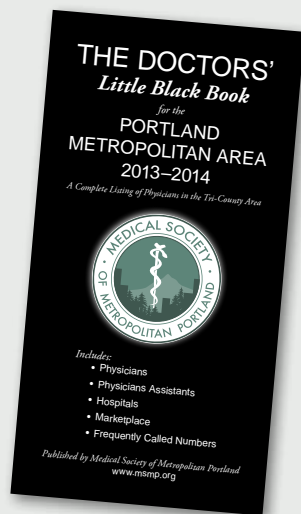 THE DOCTORS'
Little Black Book
for the
PORTLAND
METROPOLITAN AREA
2013–2014
A Complete Listing of Physicians in the Tri-County Area
MEDICAL SOCIETY
OF METROPOLITAN PORTLAND
Includes:
• Physicians
• Physicians Assistants
• Hospitals
• Marketplace
• Frequently Called Numbers
Published by Medical Society of Metropolitan Portland
www.msmp.org